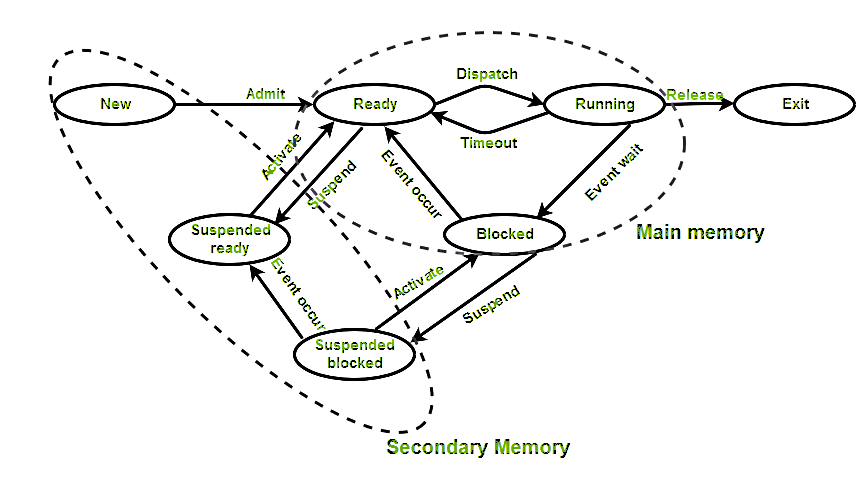 Dispatch
Admit
Release
New
Ready
Running
Exit
Timeout
Activate
Suspend
Event occur
Event wait
Suspended
ready
Blocked
Main memory
Event occur
Activate
Suspend
Suspended
blocked
Secondary Memory